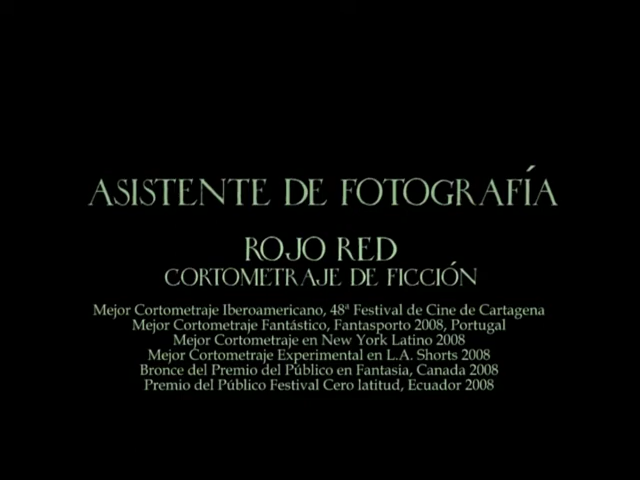 ASISTENTE DE FOTOGRAFÍA
ROJO RED
CORTOMETRAJE DE FICCIÓN
Mejor Cortometraje Iberoamericano, 48ª Festival de Cine de Cartagena
Mejor Cortometraje Fantástico, Fantasporto 2008, Portugal
Mejor Cortometraje en New York Latino 2008
Mejor Cortometraje Experimental en L.A. Shorts 2008
Bronce del Premio del Público en Fantasia, Canada 2008
Premio del Público Festival Cero latitud, Ecuador 2008